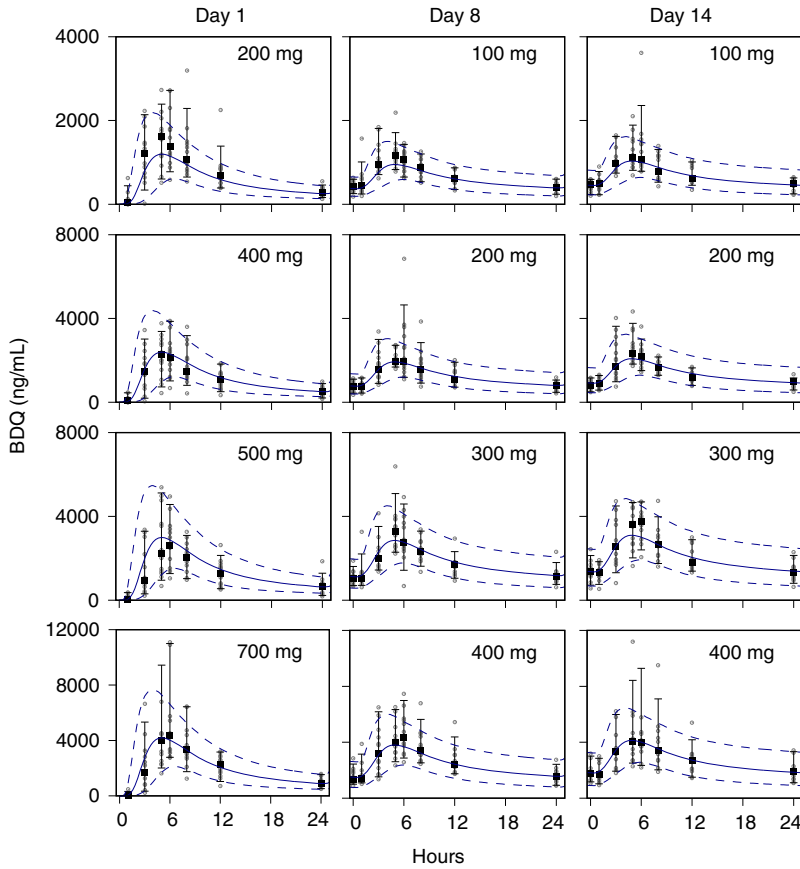 Day 1 Day 8 Day 14
4000 200 mg 100 mg 100 mg
2000
0
8000 400 mg 200 mg 200 mg
4000
0
BDQ (ng/mL)
8000 500 mg 300 mg 300 mg
4000
0
12000 700 mg 400 mg 400 mg
8000
4000
0
0 6 12 18 24 0 6 12 18 24 0 6 12 18 24
Hours